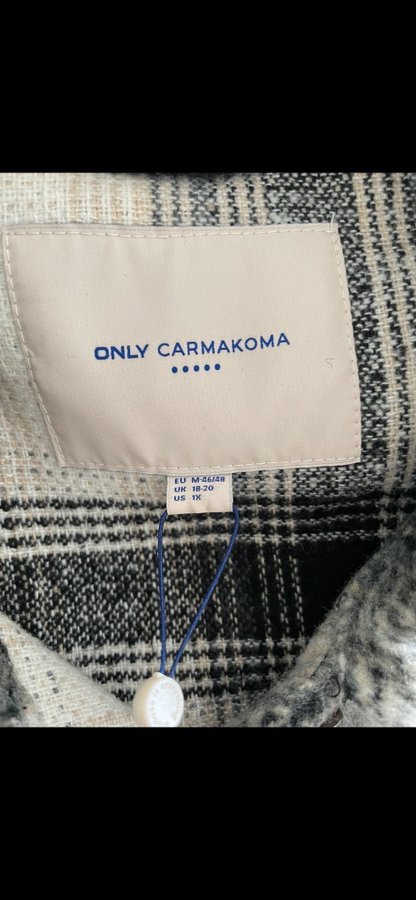 ONLY CARMAKOMA
EU M-46/48
UK 18-20
US 1X